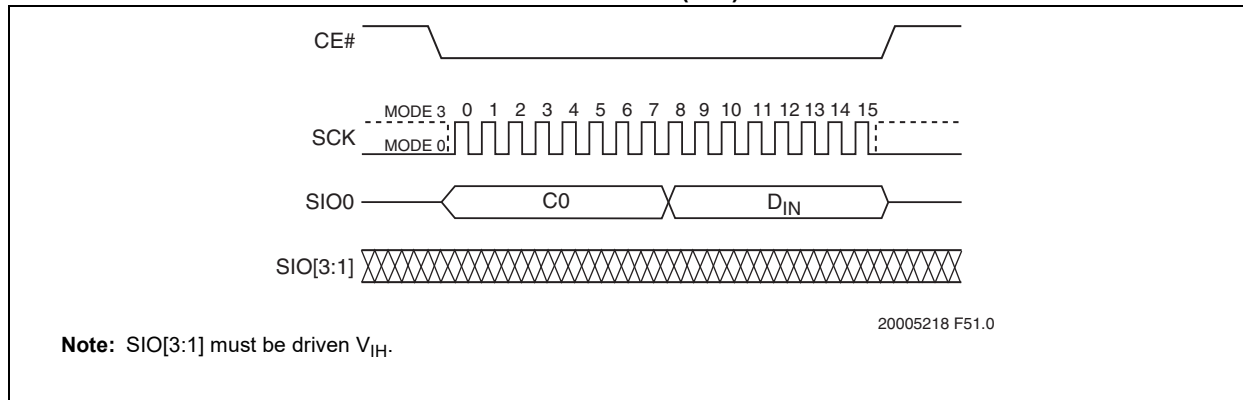 CE#
MODE 3 0 1 2 3 4 5 6 7 8 9 10 11 12 13 14 15
SCK
MODE 0
SIO0 C0 DIN
SIO[3:1]
20005218 F51.0
Note: SIO[3:1] must be driven VIH.